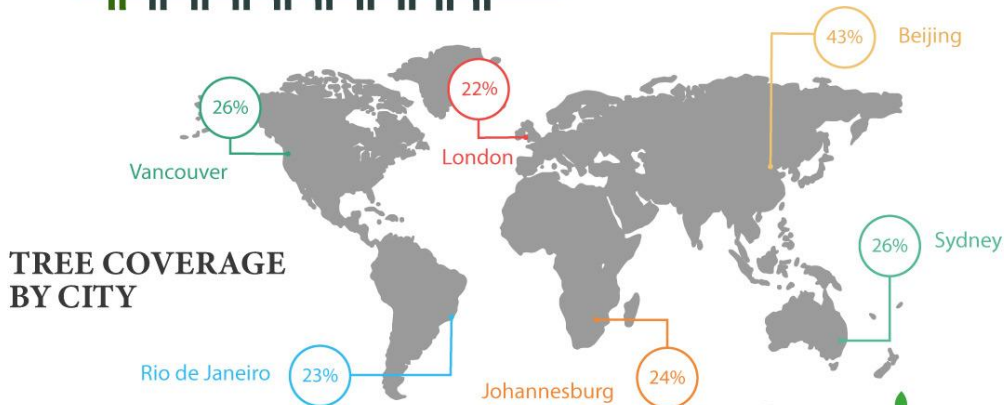 43%
Beijing
22%
26%
London
Vancouver
26%
Sydney
TREE COVERAGE
BY CITY
Rio de Janeiro
23%
24%
Johannesburg